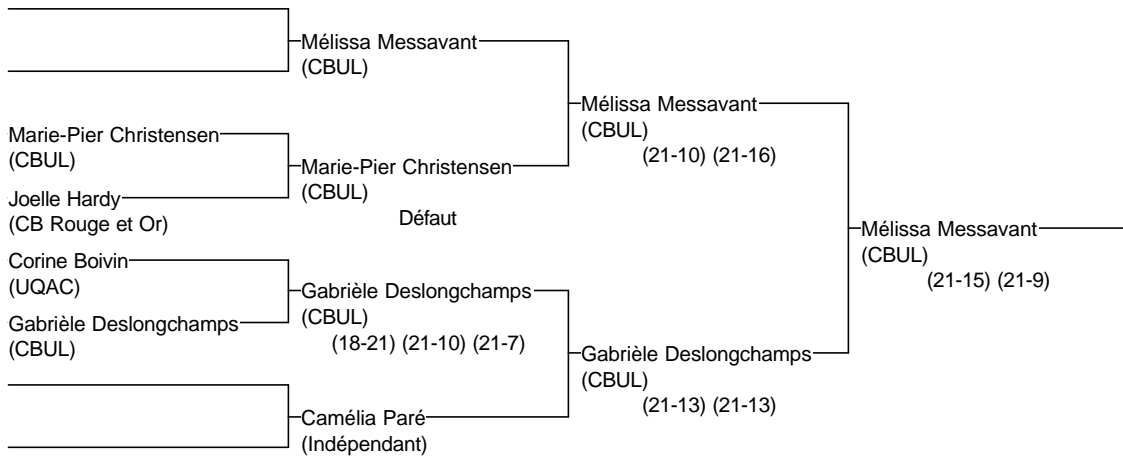 Mélissa Messavant
(CBUL)
Marie-Pier Christensen
(CBUL)
Joelle Hardy
(CB Rouge et Or)
Marie-Pier Christensen
(CBUL)
Défaut
Mélissa Messavant
(CBUL)
(21-10) (21-16)
Corine Boivin
(UQAC)
Gabrièle Deslongchamps
(CBUL)
Gabrièle Deslongchamps
(CBUL)
(18-21) (21-10) (21-7)
Camélia Paré
(Indépendant)
Gabrièle Deslongchamps
(CBUL)
(21-13) (21-13)
Mélissa Messavant
(CBUL)
(21-15) (21-9)